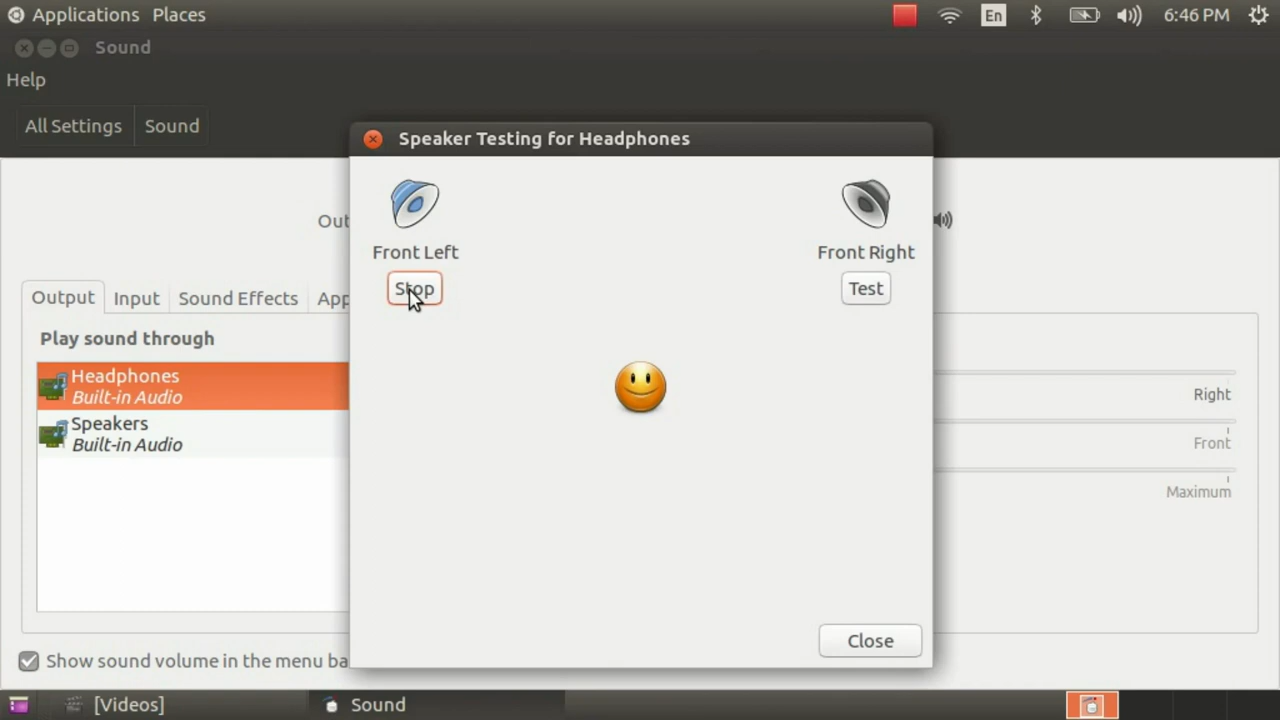 Applications Places En 6:46 PM
Sound
Help
All Settings Sound
Speaker Testing for Headphones
Out
Front Left Front Right
Stop Test
Output Input Sound Effects App
Play sound through
Headphones
Built-in Audio
Right
Speakers
Built-in Audio
Front
Maximum
Close
Show sound volume in the menu ba
[Videos] Sound